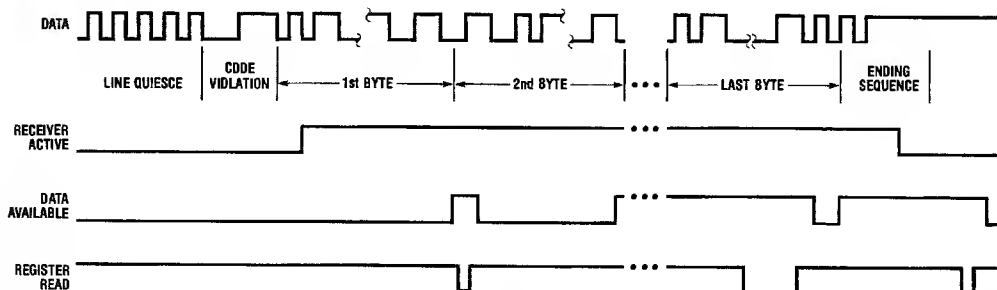 DATA
LINE QUIESCE
CODE
VIOLATION
1st BYTE
2nd BYTE
•••
LAST BYTE
ENDING
SEQUENCE
RECEIVER
ACTIVE
•••
DATA
AVAILABLE
•••
REGISTER
READ
•••